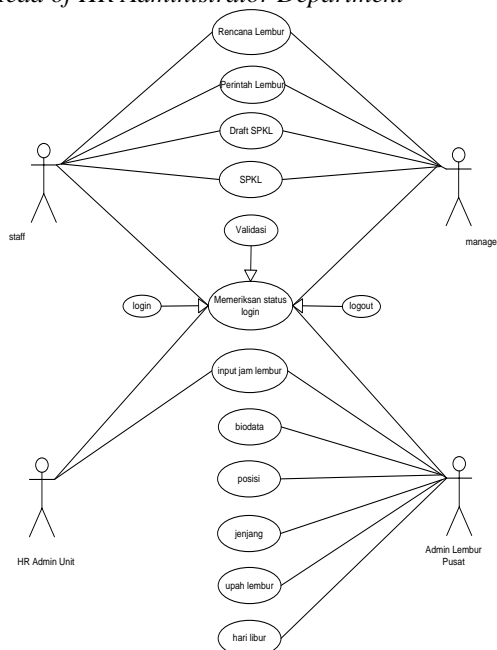 ead of HR Administrator Department
Rencana Lembur
Perintah Lembur
Draft SPKL
SPKL
staff
manage
Validasi
login
Memeriksan status
login
logout
input jam lembur
biodata
posisi
jenjang
HR Admin Unit
Admin Lembur
Pusat
upah lembur
hari libur